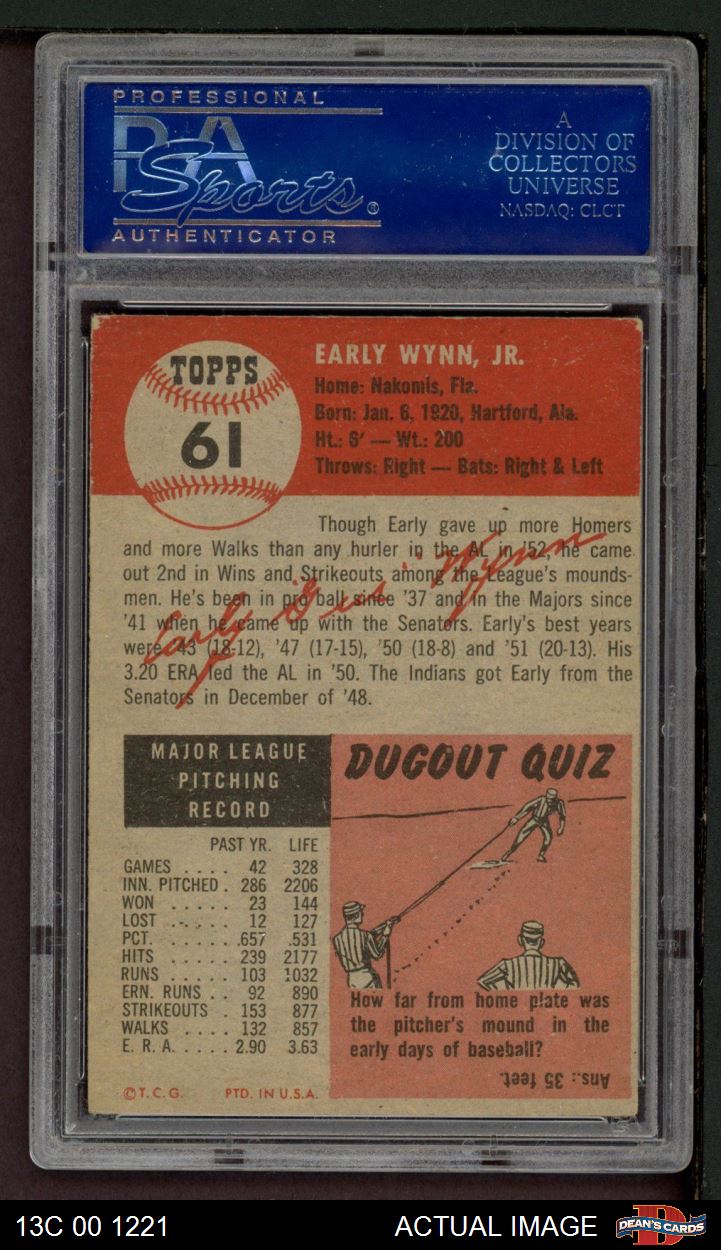 PROFESSIONAL
PSA
Sports®
AUTHENTICATOR
A
DIVISION OF
COLLECTORS
UNIVERSE
NASDAQ: CLCT
TOPPS
61
EARLY WYNN, JR.
Home: Nakomis, Fla.
Born: Jan. 6, 1920, Hartford, Ala.
Ht.: 6' — Wt.: 200
Throws: Right — Bats: Right & Left
Though Early gave up more Homers
and more Walks than any hurler in the AL in '52, he came
out 2nd in Wins and Strikeouts among the League's mounds-
men. He's been in pro ball since '37 and in the Majors since
'41 when he came up with the Senators. Early's best years
were '43 (18-12), '47 (17-15), '50 (18-8) and '51 (20-13). His
3.20 ERA led the AL in '50. The Indians got Early from the
Senators in December of '48.
Early "Gus" Wynn
MAJOR LEAGUE
PITCHING
RECORD
PAST YR. LIFE
GAMES .... 42 328
INN. PITCHED . 286 2206
WON ..... 23 144
LOST ..... 12 127
PCT. ...... .657 .531
HITS ..... 239 2177
RUNS ..... 103 1032
ERN. RUNS .. 92 890
STRIKEOUTS . 153 877
WALKS .... 132 857
E. R. A. ..... 2.90 3.63
© T. C. G. PTD. IN U.S.A.
DUGOUT QUIZ
How far from home plate was
the pitcher's mound in the
early days of baseball?
Ans.: 35 feet.
13C 00 1221
ACTUAL IMAGE
DEAN'S CARDS